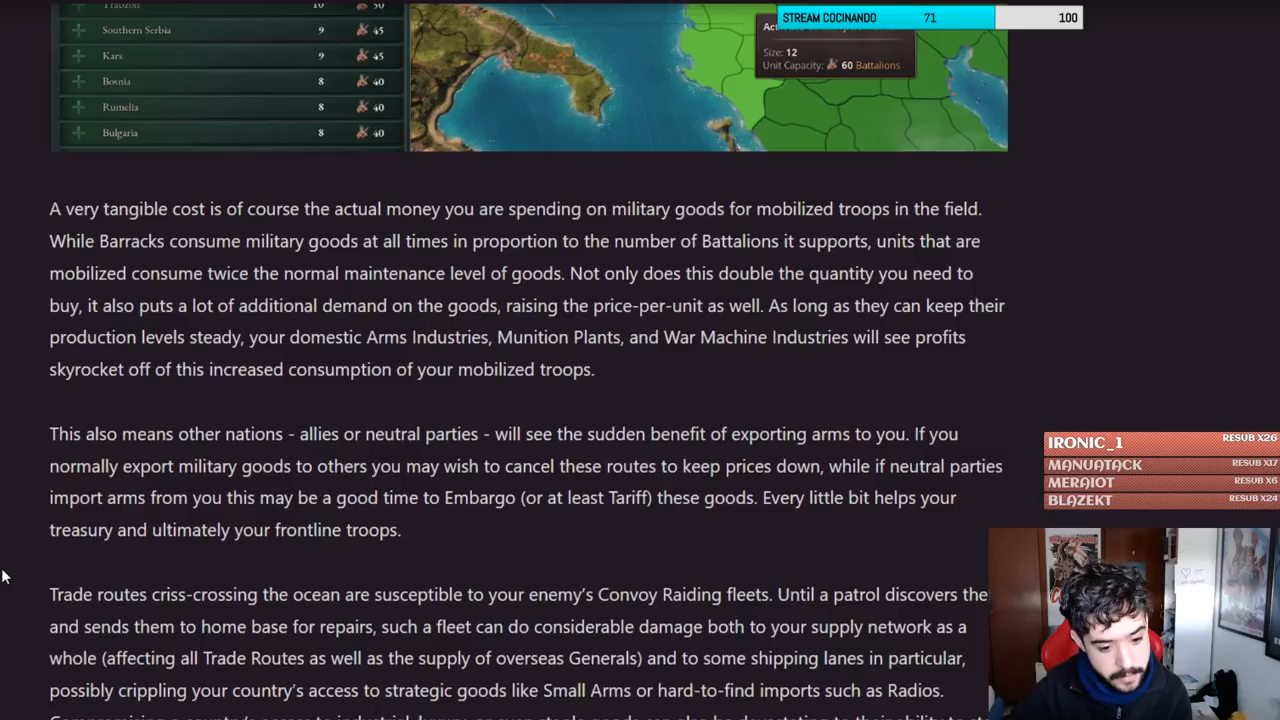 Trabzon 10 50
STREAM COCINANDO 71 100
Southern Serbia 9 45
Kars 9 45
Size: 12
Bosnia 8 40
Unit Capacity: 60 Battalions
Rumelia 8 40
Bulgaria 8 40
A very tangible cost is of course the actual money you are spending on military goods for mobilized troops in the field.
While Barracks consume military goods at all times in proportion to the number of Battalions it supports, units that are
mobilized consume twice the normal maintenance level of goods. Not only does this double the quantity you need to
buy, it also puts a lot of additional demand on the goods, raising the price-per-unit as well. As long as they can keep their
production levels steady, your domestic Arms Industries, Munition Plants, and War Machine Industries will see profits
skyrocket off of this increased consumption of your mobilized troops.
This also means other nations - allies or neutral parties - will see the sudden benefit of exporting arms to you. If you
normally export military goods to others you may wish to cancel these routes to keep prices down, while if neutral parties
import arms from you this may be a good time to Embargo (or at least Tariff) these goods. Every little bit helps your
treasury and ultimately your frontline troops.
IRONIC_1 RESUB X26
MANUATACK RESUB X17
MERAIOT RESUB X6
BLAZEKT RESUB X24
Trade routes criss-crossing the ocean are susceptible to your enemy's Convoy Raiding fleets. Until a patrol discovers the
and sends them to home base for repairs, such a fleet can do considerable damage both to your supply network as a
whole (affecting all Trade Routes as well as the supply of overseas Generals) and to some shipping lanes in particular,
possibly crippling your country's access to strategic goods like Small Arms or hard-to-find imports such as Radios.